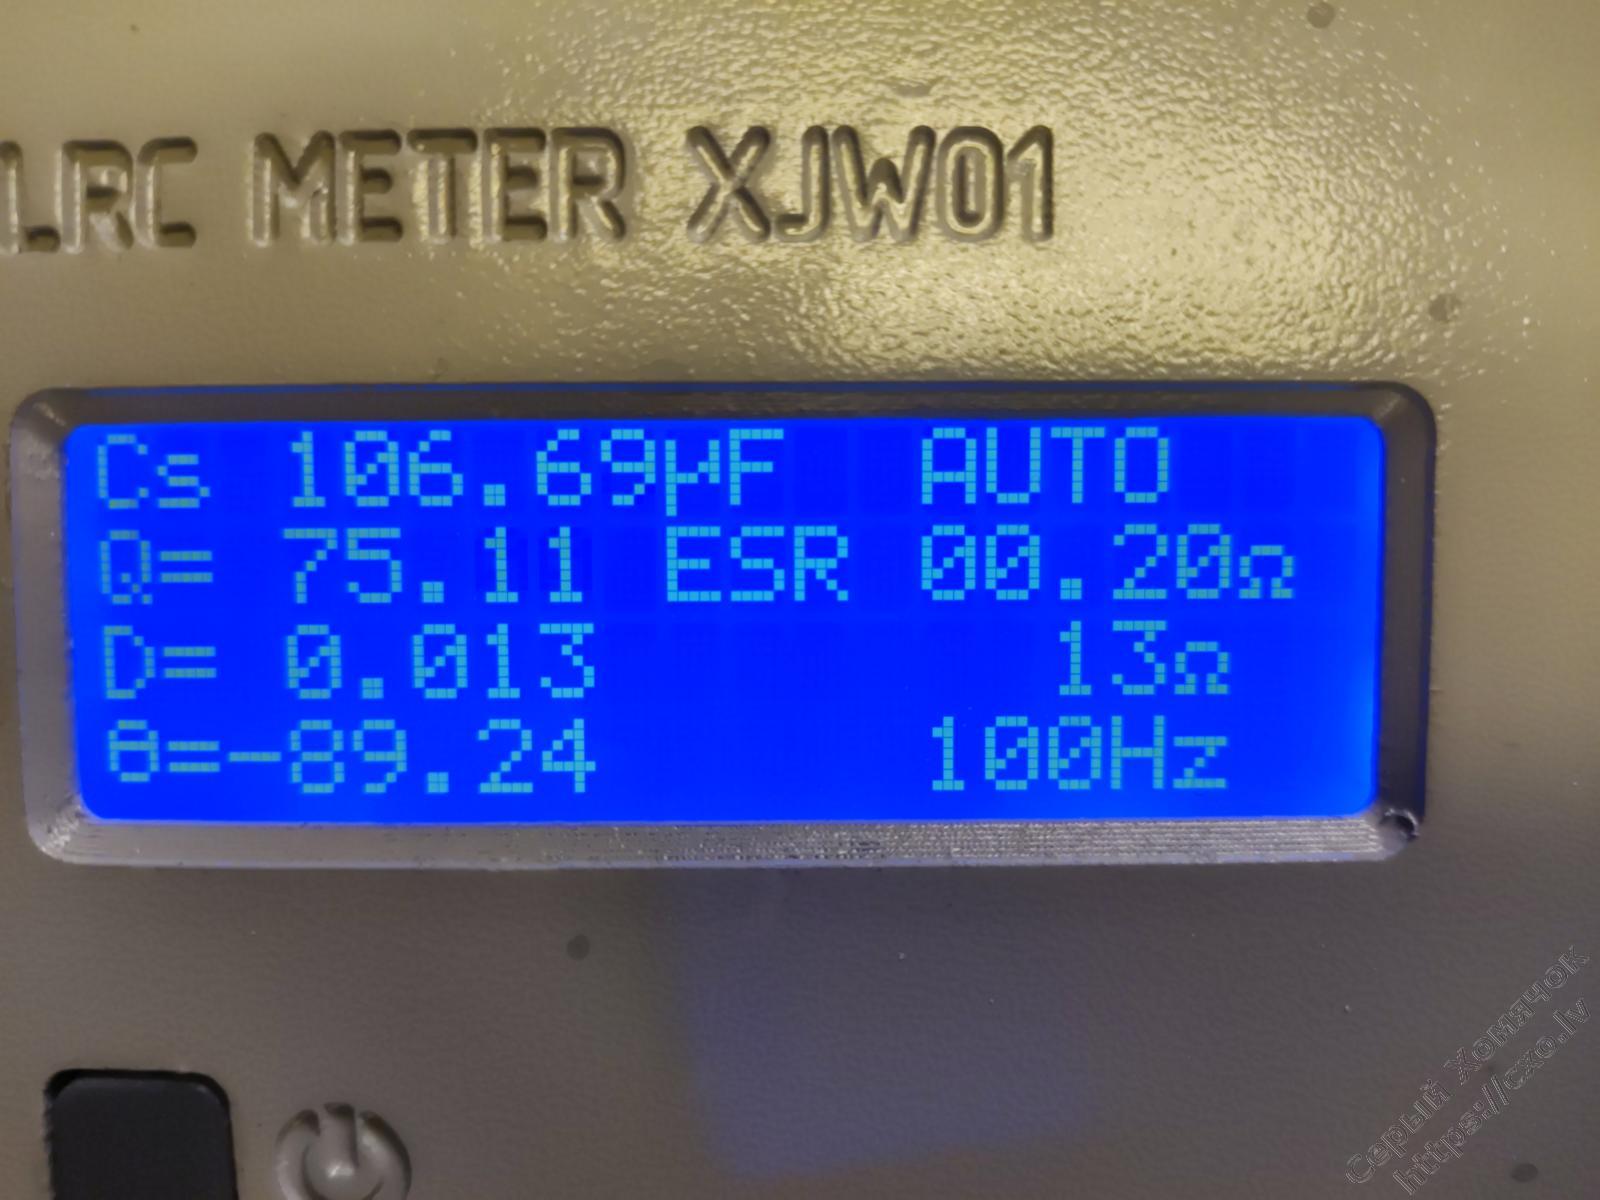 LRC METER XJW01
Cs 106.69µF AUTO
Q= 75.11 ESR 00.20Ω
D= 0.013 13Ω
θ=-89.24 100Hz
Серый Хомячок
https://cxo.lv